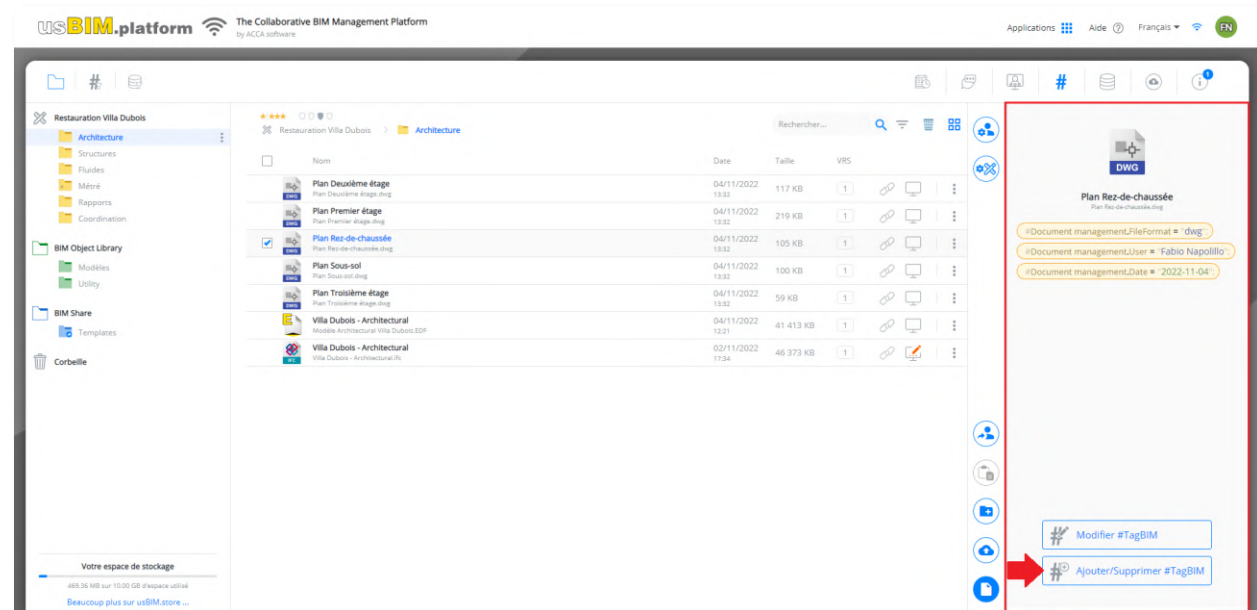 usBIM.platform
The Collaborative BIM Management Platform
by ACCA software
Applications
Aide
Français
FN
1
Restauration Villa Dubois
Architecture
Structures
Fluides
Métré
Rapports
Coordination
BIM Object Library
Modèles
Utility
BIM Share
Templates
Corbeille
Votre espace de stockage
469.36 MB sur 10.00 GB d'espace utilisé
Beaucoup plus sur usBIM.store ...
Restauration Villa Dubois > Architecture
Rechercher...
Nom Date Taille VRS
DWG Plan Deuxième étage 04/11/2022 117 KB 1
Plan Deuxième étage.dwg 13:32
DWG Plan Premier étage 04/11/2022 219 KB 1
Plan Premier étage.dwg 13:32
DWG Plan Rez-de-chaussée 04/11/2022 105 KB 1
Plan Rez-de-chaussée.dwg 13:32
DWG Plan Sous-sol 04/11/2022 100 KB 1
Plan Sous-sol.dwg 13:32
DWG Plan Troisième étage 04/11/2022 59 KB 1
Plan Troisième étage.dwg 13:32
Villa Dubois - Architectural 04/11/2022 41 413 KB 1
Modèle Architectural Villa Dubois.EDF 12:21
IFC Villa Dubois - Architectural 02/11/2022 46 373 KB 1
Villa Dubois - Architectural.ifc 17:34
DWG
Plan Rez-de-chaussée
Plan Rez-de-chaussée.dwg
#Document management.FileFormat = "dwg";
#Document management.User = "Fabio Napolillo";
#Document management.Date = "2022-11-04";
Modifier #TagBIM
Ajouter/Supprimer #TagBIM